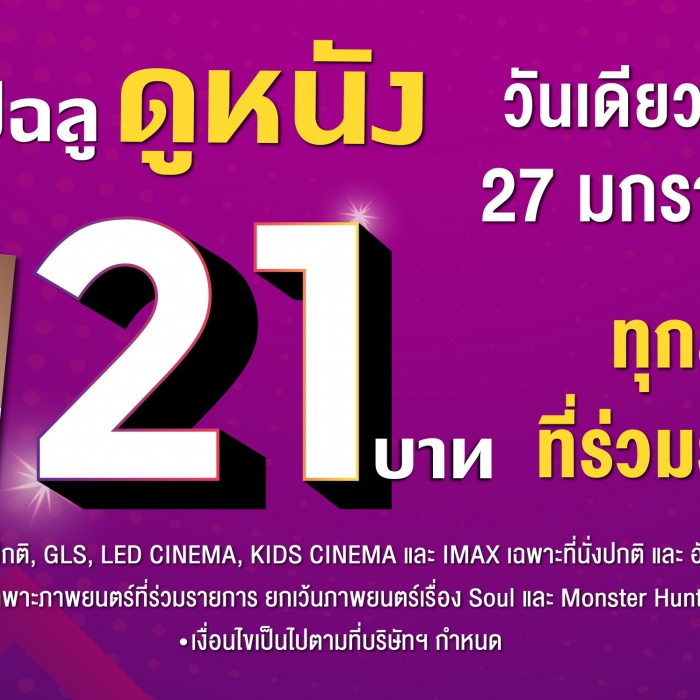 ปีฉลู ดูหนัง
วันเดียว
27 มกรา
21 บาท
ทุก
ที่ร่วม
กติ, GLS, LED CINEMA, KIDS CINEMA และ IMAX เฉพาะที่นั่งปกติ และ
พาะภาพยนตร์ที่ร่วมรายการ ยกเว้นภาพยนตร์เรื่อง Soul และ Monster Hunt
•เงื่อนไขเป็นไปตามที่บริษัทฯ กำหนด